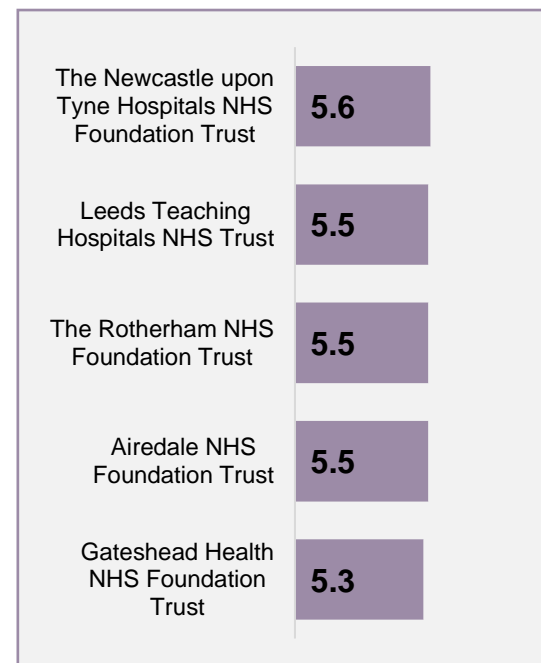 The Newcastle upon
Tyne Hospitals NHS
Foundation Trust
5.6
Leeds Teaching
Hospitals NHS Trust
5.5
The Rotherham NHS
Foundation Trust
5.5
Airedale NHS
Foundation Trust
5.5
Gateshead Health
NHS Foundation
Trust
5.3